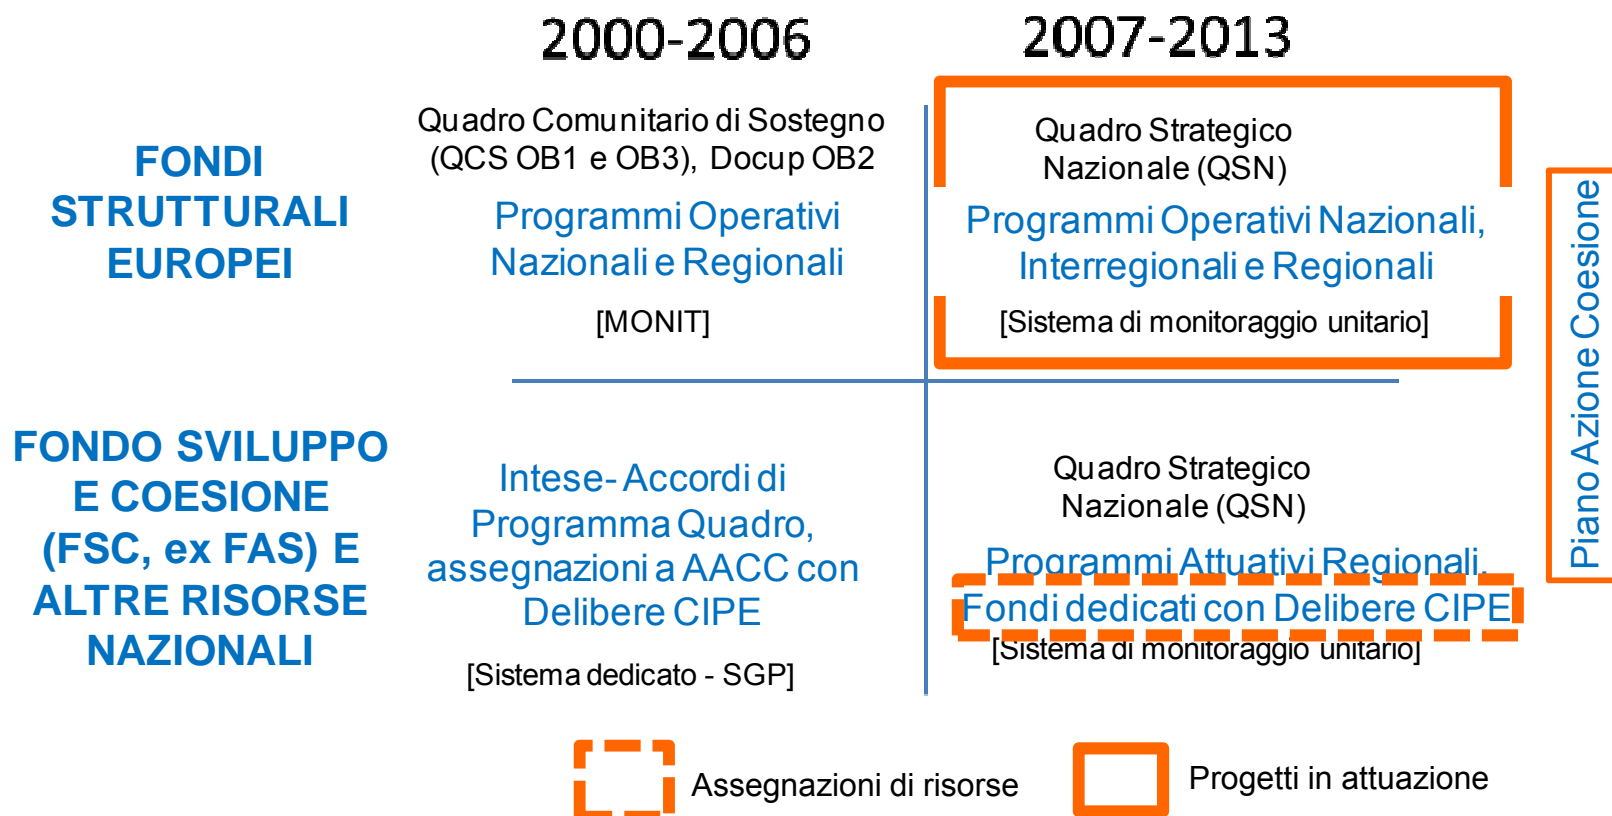 2000-2006
2007-2013
FONDI
STRUTTURALI
EUROPEI
Quadro Comunitario di Sostegno
(QCS OB1 e OB3), Docup OB2
Programmi Operativi
Nazionali e Regionali
[MONIT]
Quadro Strategico
Nazionale (QSN)
Programmi Operativi Nazionali,
Interregionali e Regionali
[Sistema di monitoraggio unitario]
Piano Azione Coesione
FONDO SVILUPPO
E COESIONE
(FSC, ex FAS) E
ALTRE RISORSE
NAZIONALI
Intese- Accordi di
Programma Quadro,
assegnazioni a AACC con
Delibere CIPE
[Sistema dedicato - SGP]
Quadro Strategico
Nazionale (QSN)
Programmi Attuativi Regionali,
Fondi dedicati con Delibere CIPE
[Sistema di monitoraggio unitario]
Assegnazioni di risorse
Progetti in attuazione